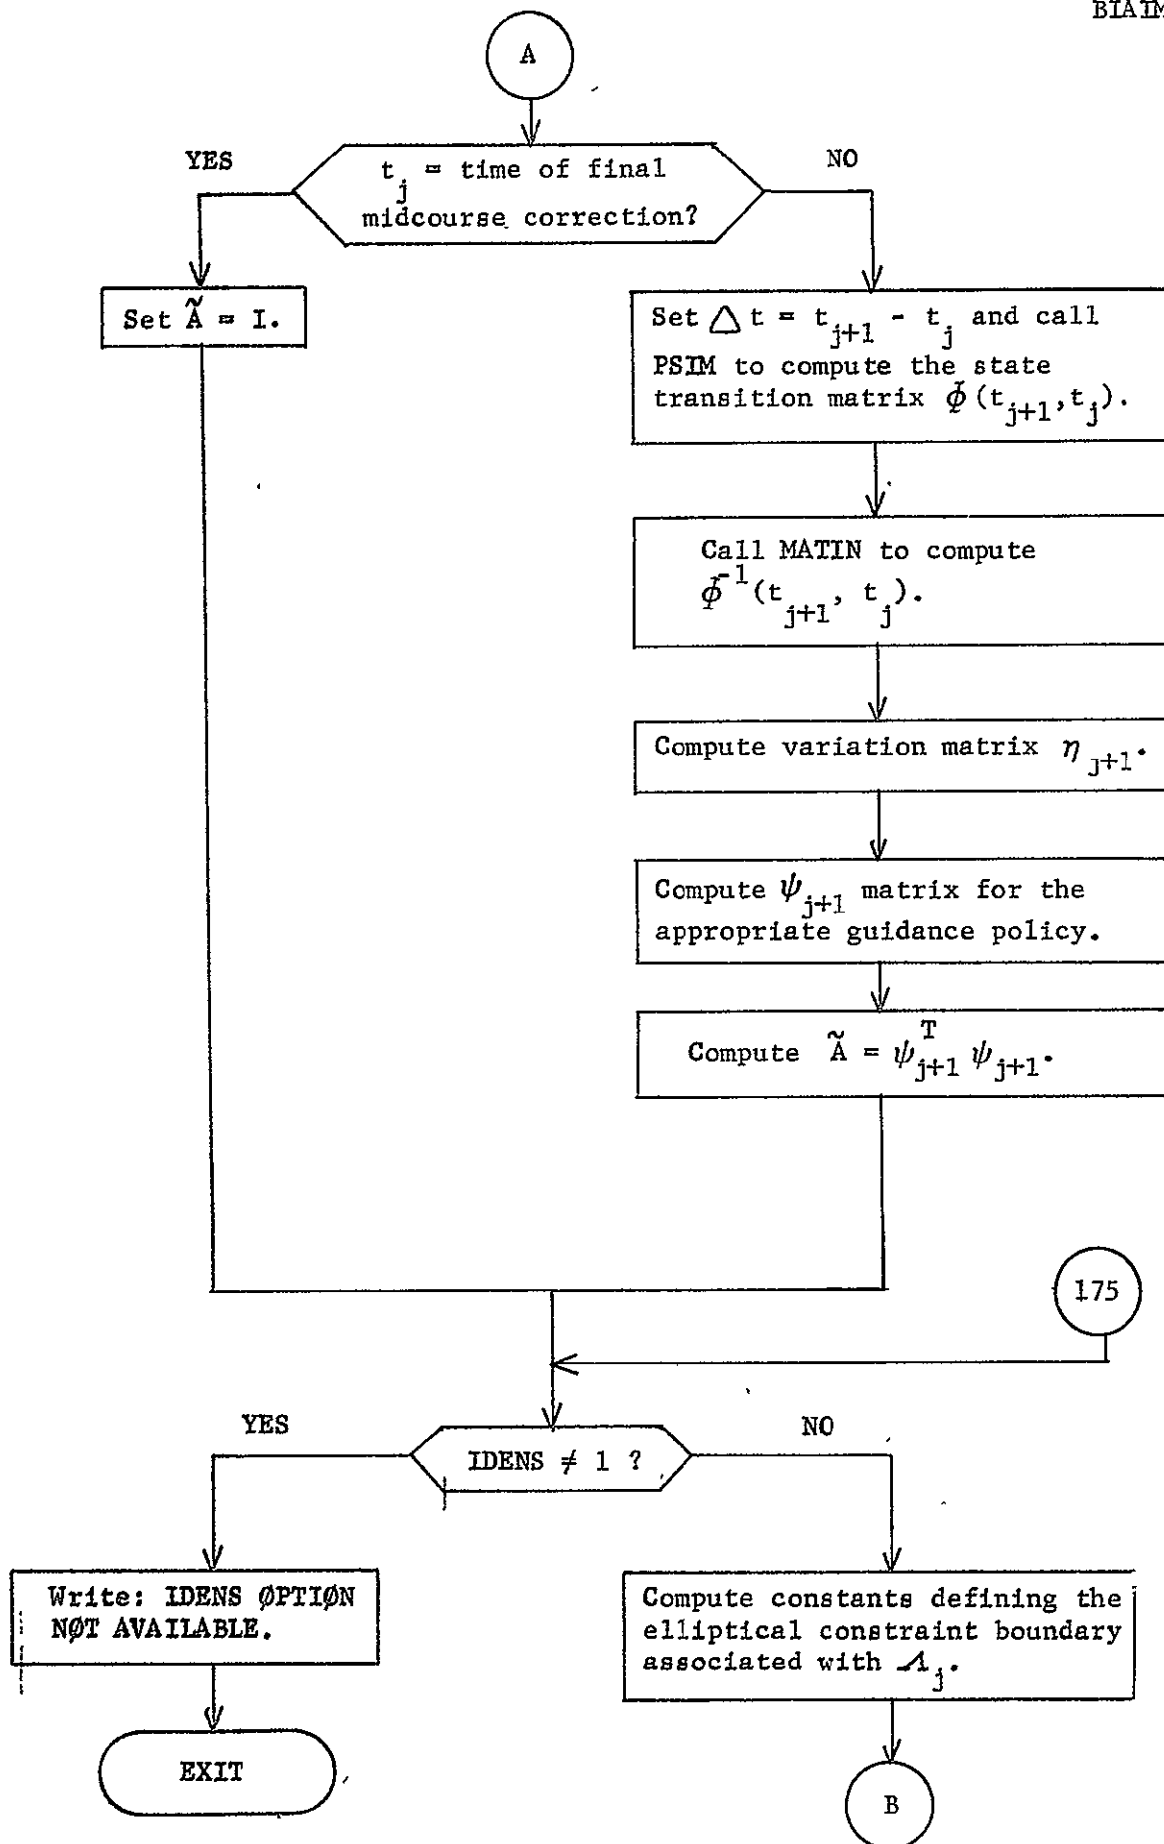 BIAIM
A
YES
NO
t_j = time of final
midcourse correction?
Set Ã = I.
Set △ t = t_{j+1} - t_j and call
PSIM to compute the state
transition matrix Φ(t_{j+1},t_j).
Call MATIN to compute
Φ^{-1}(t_{j+1}, t_j).
Compute variation matrix η_{j+1}.
Compute ψ_{j+1} matrix for the
appropriate guidance policy.
Compute Ã = ψ^T_{j+1} ψ_{j+1}.
175
YES
NO
IDENS ≠ 1 ?
Write: IDENS ØPTIØN
NØT AVAILABLE.
Compute constants defining the
elliptical constraint boundary
associated with Λ_j.
EXIT
B